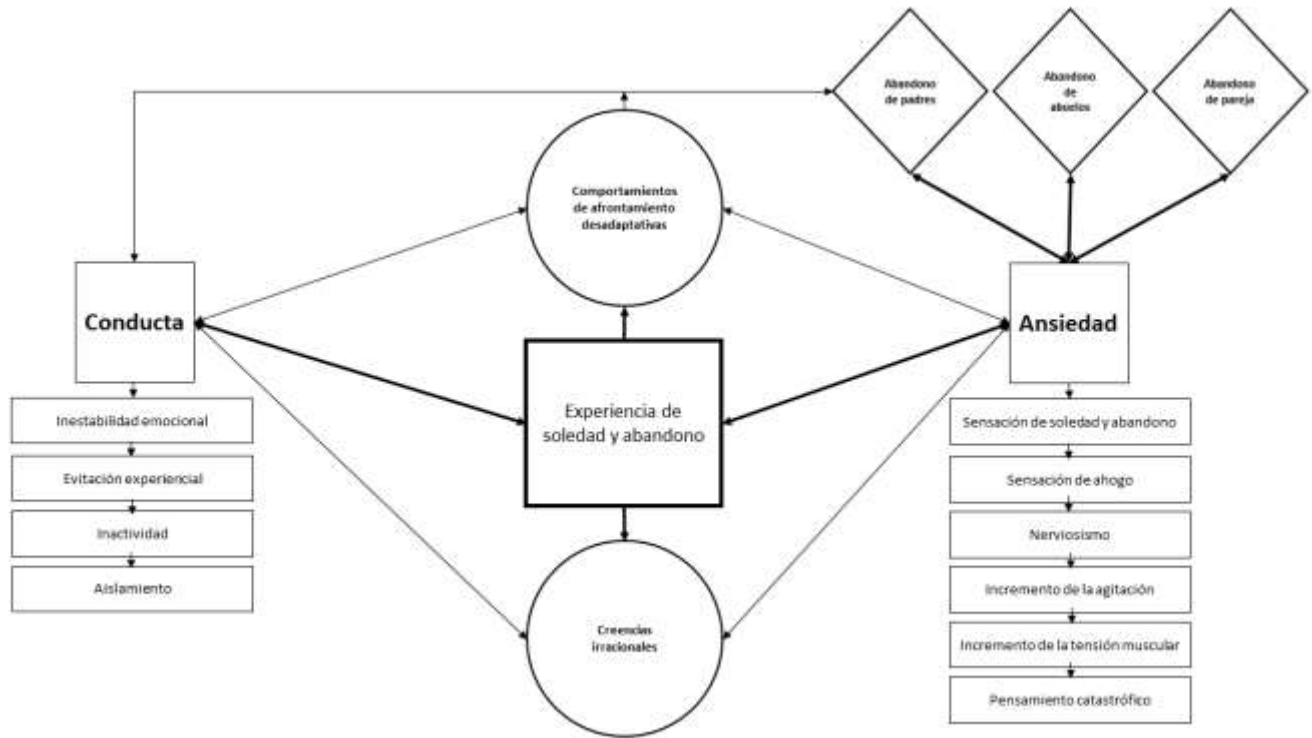 Abandono
de padres
Abandono
de
abuelos
Abandono
de pareja
Comportamientos
de afrontamiento
desadaptativas
Conducta
Ansiedad
Experiencia de
soledad y abandono
Inestabilidad emocional
Evitación experiencial
Inactividad
Aislamiento
Creencias
irracionales
Sensación de soledad y abandono
Sensación de ahogo
Nerviosismo
Incremento de la agitación
Incremento de la tensión muscular
Pensamiento catastrófico